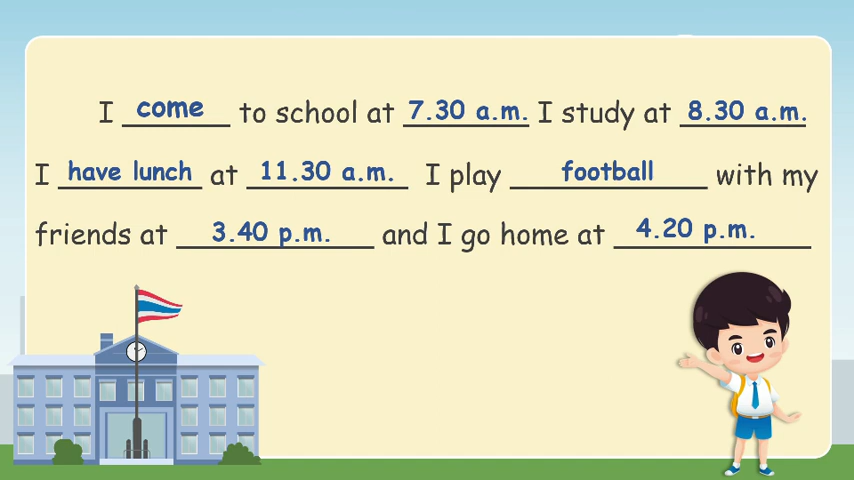 I come to school at 7.30 a.m. I study at 8.30 a.m.
I have lunch at 11.30 a.m. I play football with my
friends at 3.40 p.m. and I go home at 4.20 p.m.